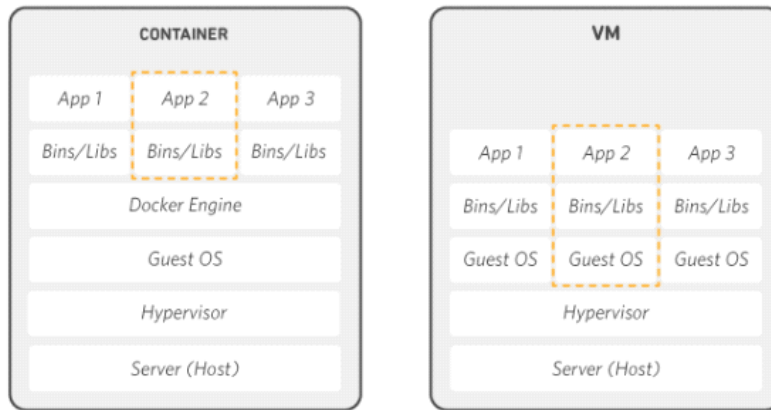 CONTAINER
App 1 App 2 App 3
Bins/Libs Bins/Libs Bins/Libs
Docker Engine
Guest OS
Hypervisor
Server (Host)
VM
App 1 App 2 App 3
Bins/Libs Bins/Libs Bins/Libs
Guest OS Guest OS Guest OS
Hypervisor
Server (Host)